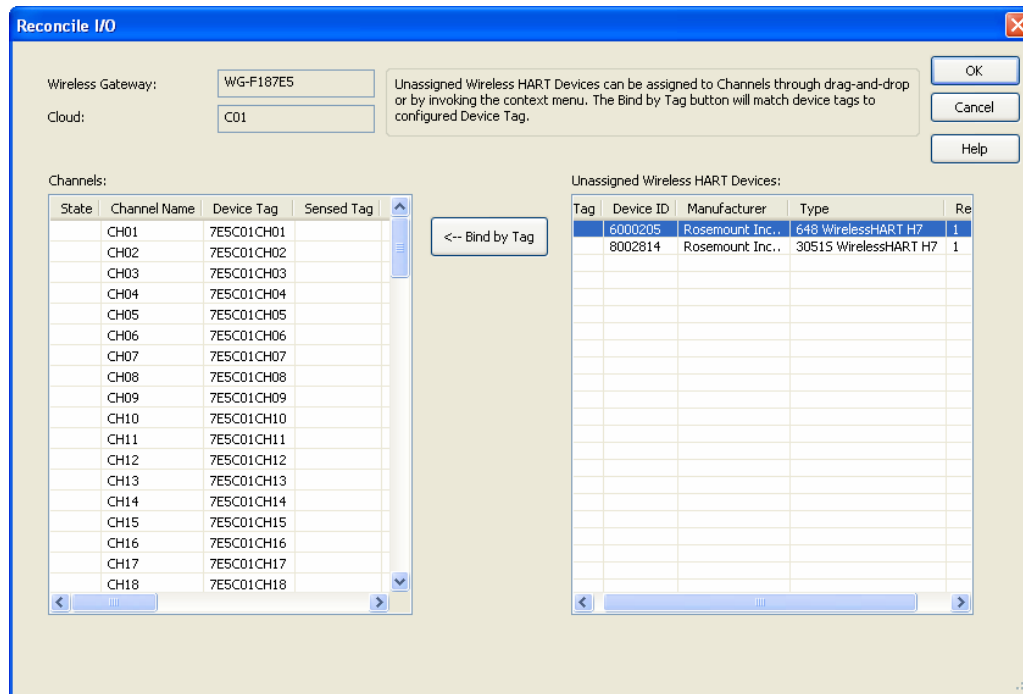 Reconcile I/O
Wireless Gateway:
WG-F187E5
Cloud:
C01
Unassigned Wireless HART Devices can be assigned to Channels through drag-and-drop
or by invoking the context menu. The Bind by Tag button will match device tags to
configured Device Tag.
OK
Cancel
Help
Channels:
State Channel Name Device Tag Sensed Tag
CH01 7E5C01CH01
CH02 7E5C01CH02
CH03 7E5C01CH03
CH04 7E5C01CH04
CH05 7E5C01CH05
CH06 7E5C01CH06
CH07 7E5C01CH07
CH08 7E5C01CH08
CH09 7E5C01CH09
CH10 7E5C01CH10
CH11 7E5C01CH11
CH12 7E5C01CH12
CH13 7E5C01CH13
CH14 7E5C01CH14
CH15 7E5C01CH15
CH16 7E5C01CH16
CH17 7E5C01CH17
CH18 7E5C01CH18
<-- Bind by Tag
Unassigned Wireless HART Devices:
Tag Device ID Manufacturer Type Re
6000205 Rosemount Inc.. 648 WirelessHART H7 1
8002814 Rosemount Inc.. 3051S WirelessHART H7 1